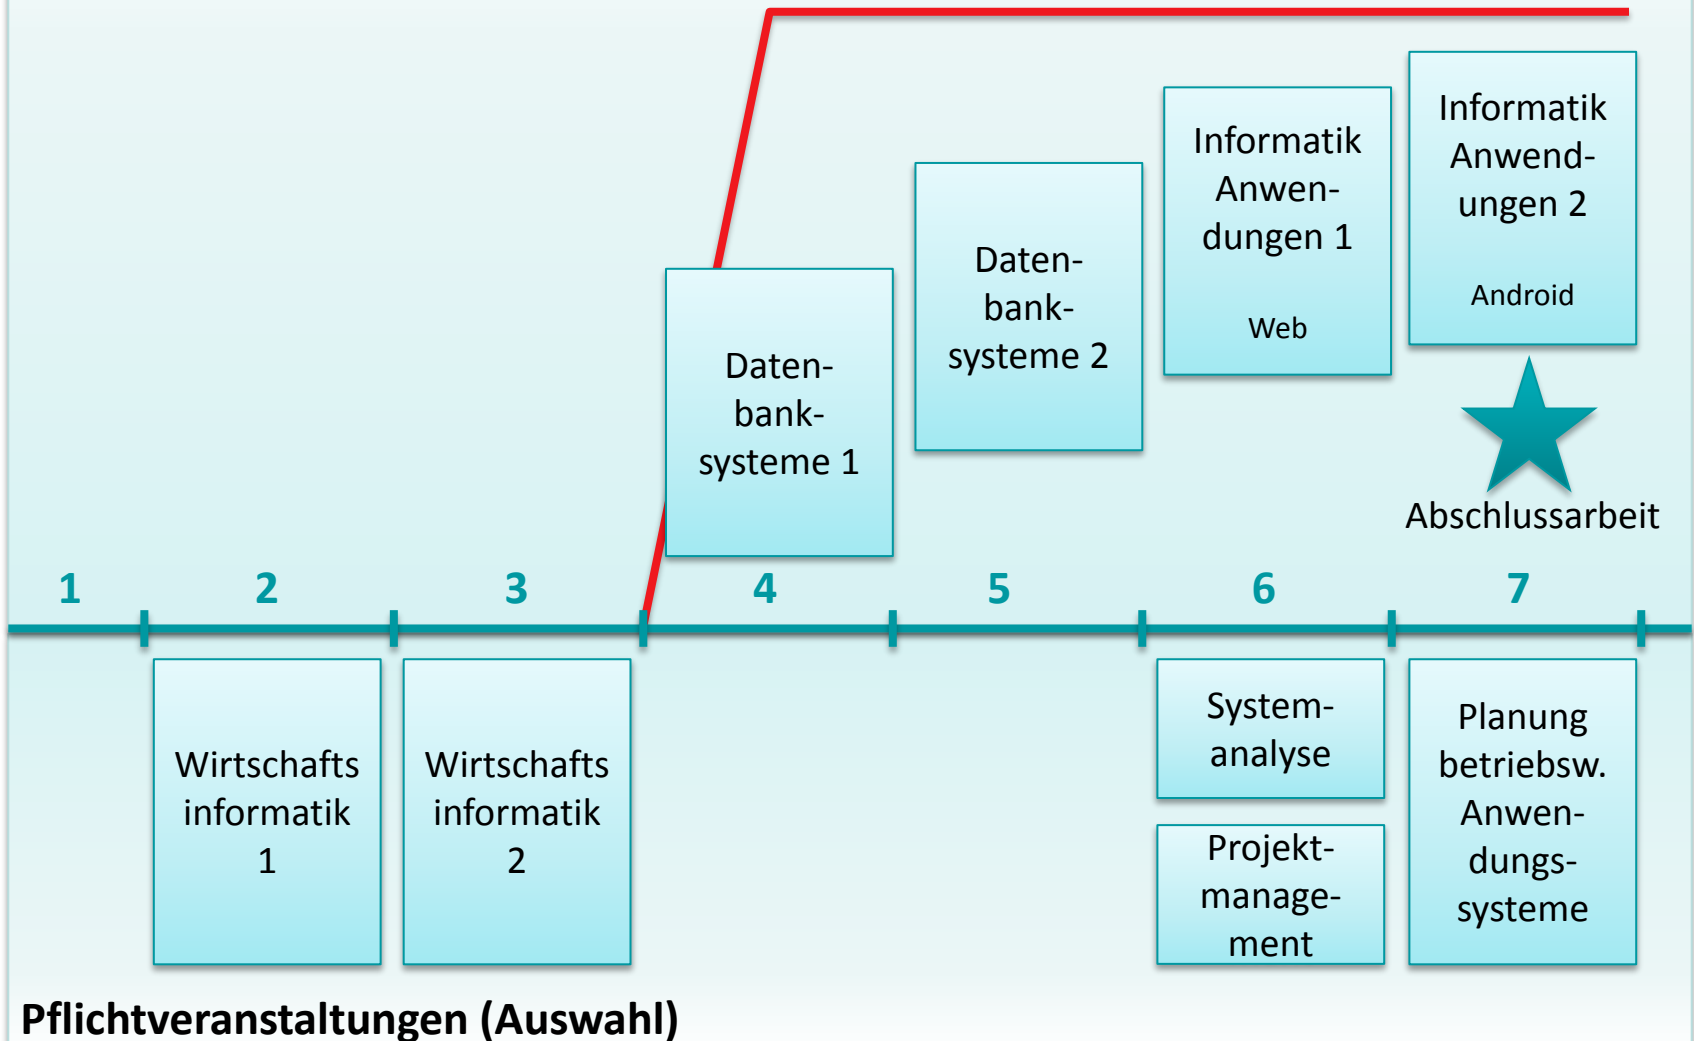 Informatik
Anwend-
ungen 2
Android
Informatik
Anwen-
dungen 1
Web
Daten-
bank-
systeme 2
Daten-
bank-
systeme 1
Abschlussarbeit
1 2 3 4 5 6 7
Wirtschafts
informatik
1
Wirtschafts
informatik
2
System-
analyse
Projekt-
manage-
ment
Planung
betriebsw.
Anwen-
dungs-
systeme
Pflichtveranstaltungen (Auswahl)